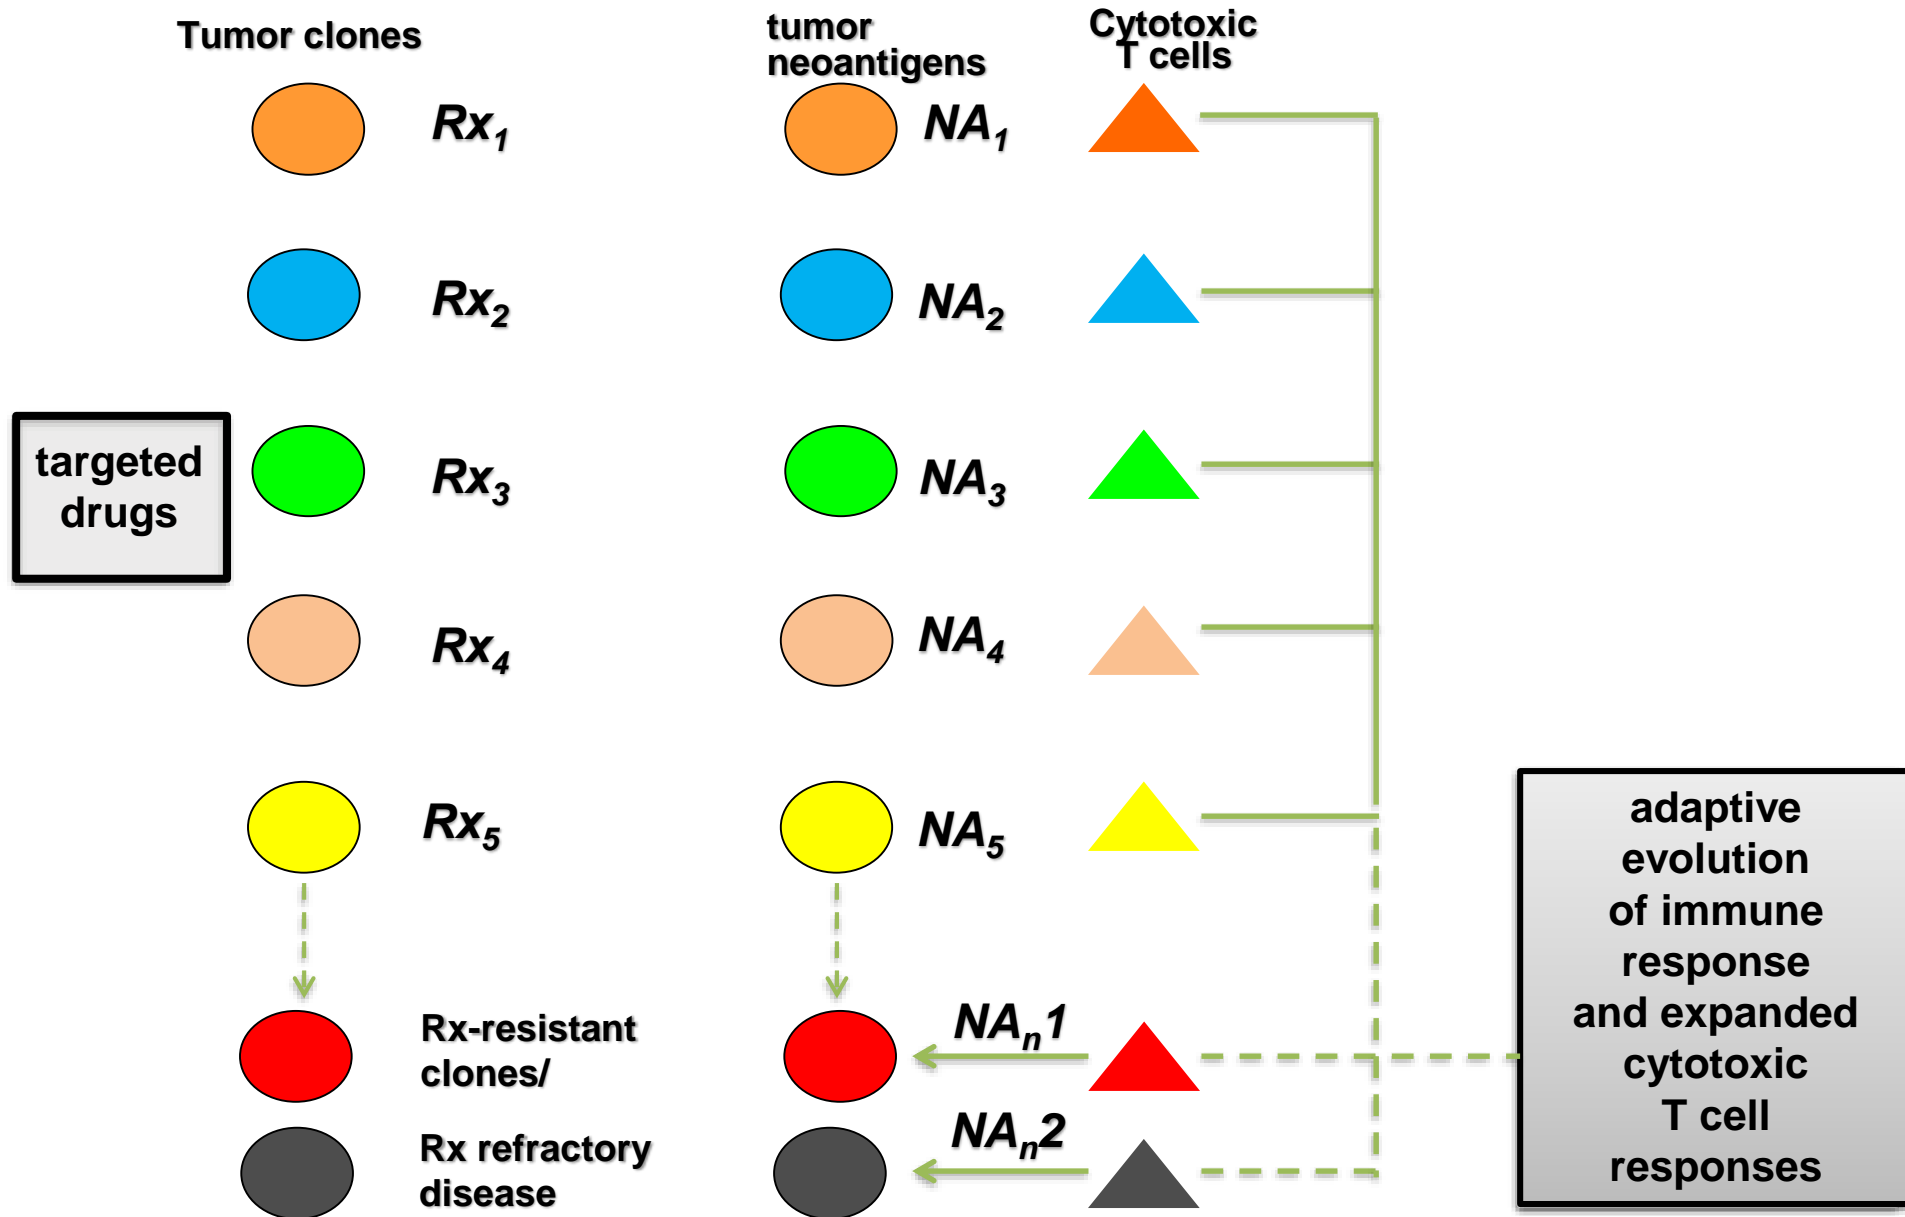 Tumor clones
tumor
neoantigens
Cytotoxic
T cells
Rx1
NA1
Rx2
NA2
targeted
drugs
Rx3
NA3
Rx4
NA4
Rx5
NA5
adaptive
evolution
of immune
response
and expanded
cytotoxic
T cell
responses
Rx-resistant
clones/
NAn1
Rx refractory
disease
NAn2